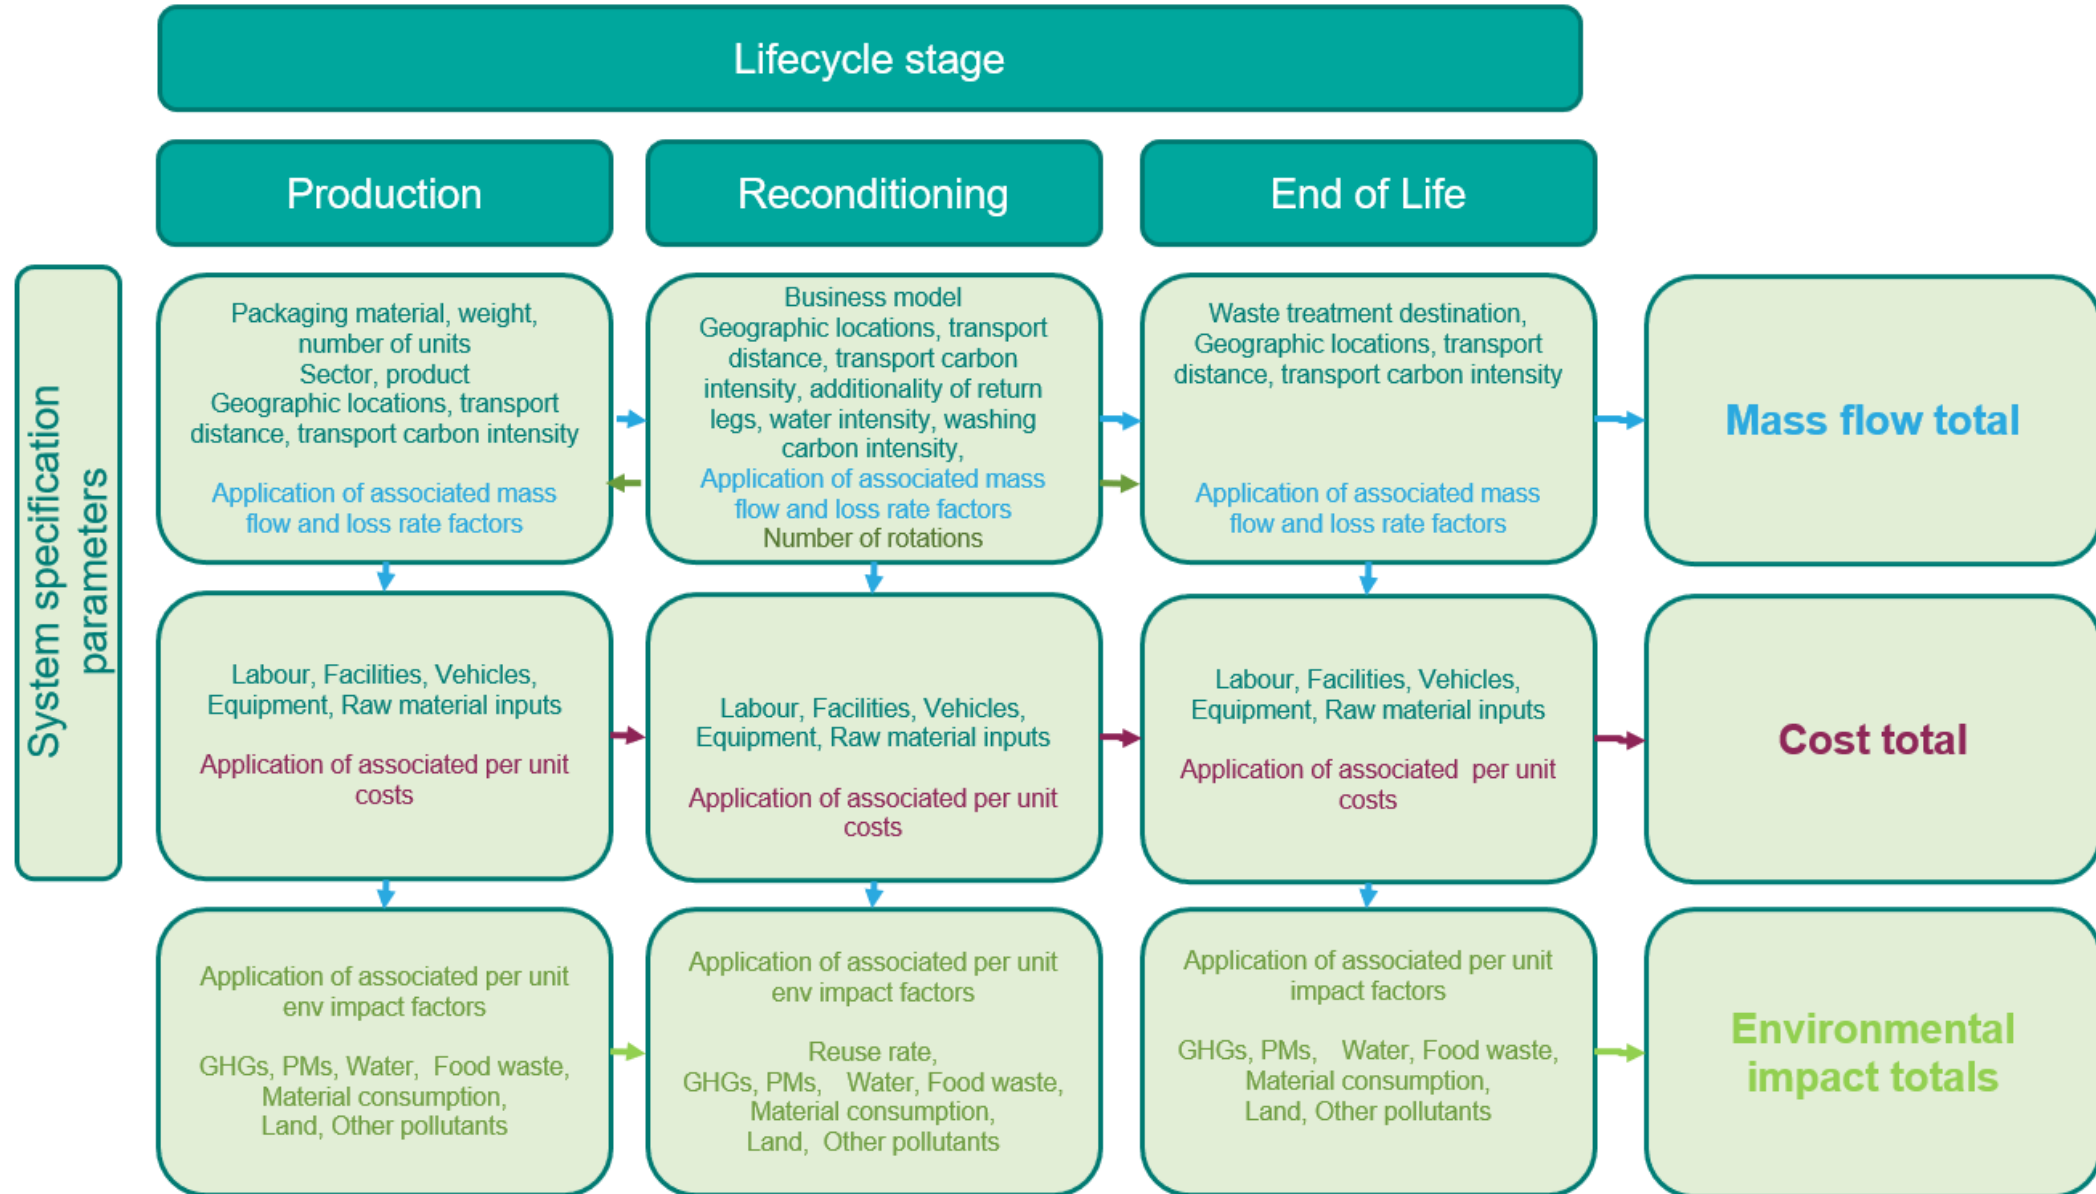 Lifecycle stage
Production
Reconditioning
End of Life
System specification
parameters
Packaging material, weight,
number of units
Sector, product
Geographic locations, transport
distance, transport carbon intensity
Application of associated mass
flow and loss rate factors
Business model
Geographic locations, transport
distance, transport carbon
intensity, additionality of return
legs, water intensity, washing
carbon intensity,
Application of associated mass
flow and loss rate factors
Number of rotations
Waste treatment destination,
Geographic locations, transport
distance, transport carbon intensity
Application of associated mass
flow and loss rate factors
Mass flow total
Labour, Facilities, Vehicles,
Equipment, Raw material inputs
Application of associated per unit
costs
Labour, Facilities, Vehicles,
Equipment, Raw material inputs
Application of associated per unit
costs
Labour, Facilities, Vehicles,
Equipment, Raw material inputs
Application of associated  per unit
costs
Cost total
Application of associated per unit
env impact factors
GHGs, PMs, Water,  Food waste,
Material consumption,
Land, Other pollutants
Application of associated per unit
env impact factors
Reuse rate,
GHGs, PMs,   Water, Food waste,
Material consumption,
Land,  Other pollutants
Application of associated per unit
impact factors
GHGs, PMs,   Water, Food waste,
Material consumption,
Land, Other pollutants
Environmental
impact totals